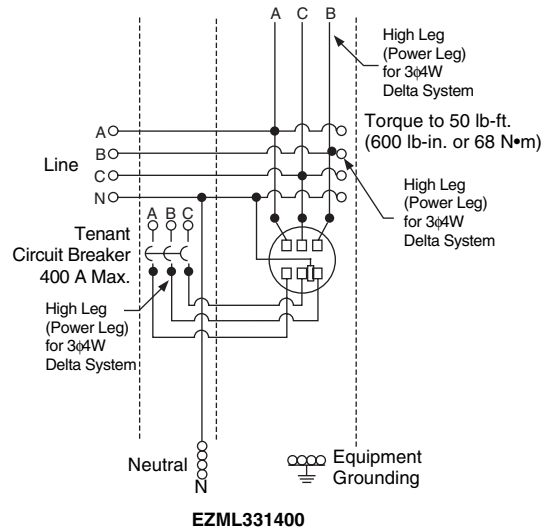 A C B
High Leg
(Power Leg)
for 3ϕ4W
Delta System
Torque to 50 lb-ft.
(600 lb-in. or 68 N•m)
Line
A
B
C
N
High Leg
(Power Leg)
for 3ϕ4W
Delta System
A B C
Tenant
Circuit Breaker
400 A Max.
High Leg
(Power Leg)
for 3ϕ4W
Delta System
Neutral
N
Equipment
Grounding
EZML331400